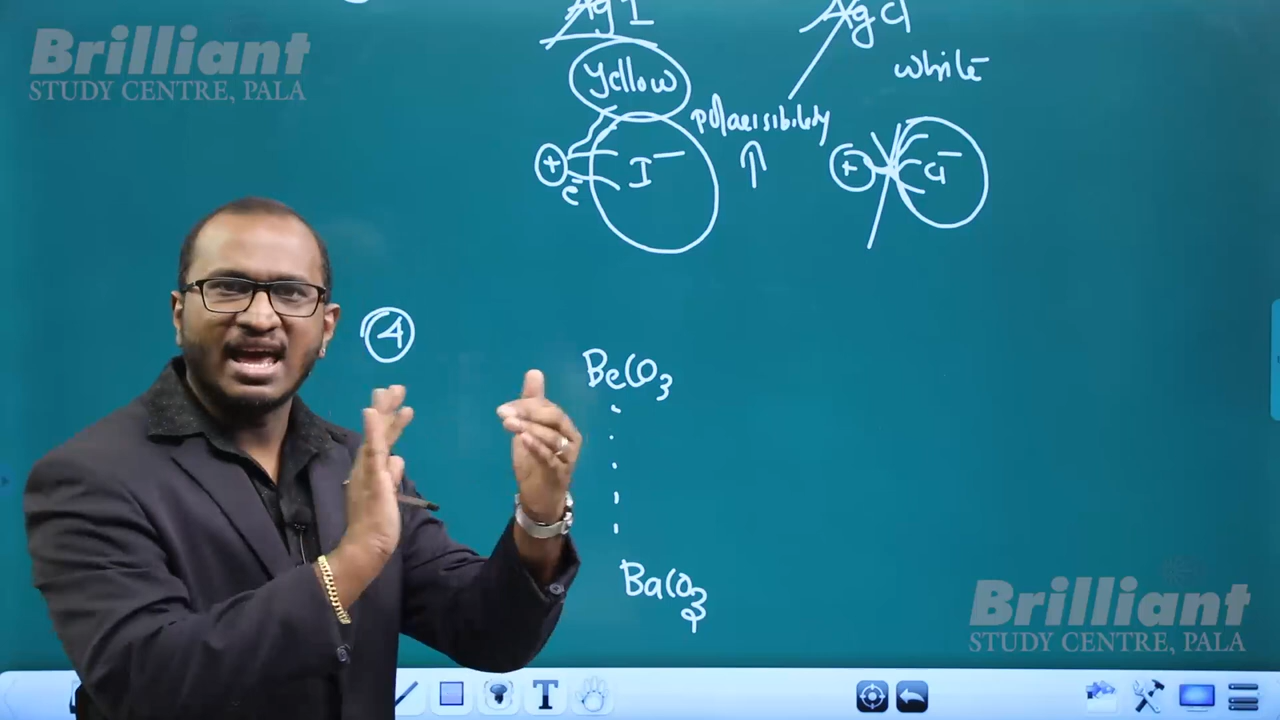 Brilliant
STUDY CENTRE, PALA
AgI
AgCl
Yellow
white
polarisibility
+
I⁻
⇑
+
Cl⁻
e⁻
4
BeCO3
BaCO3
Brilliant
STUDY CENTRE, PALA
T